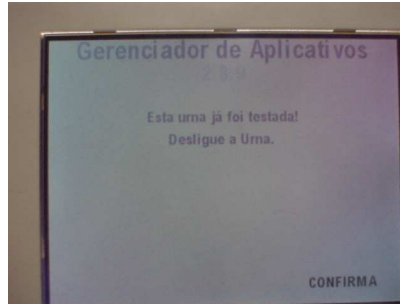 Gerenciador de Aplicativos
Esta urna já foi testada!
Desligue a Urna.
CONFIRMA